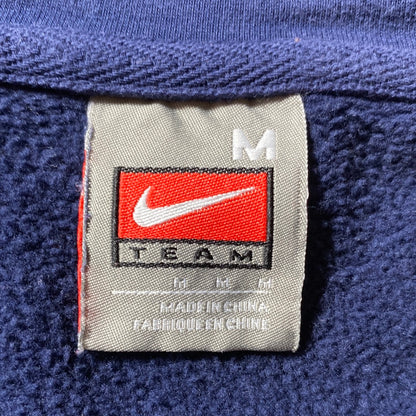 M
TEAM
M M M
MADE IN CHINA
FABRIQUE EN CHINE